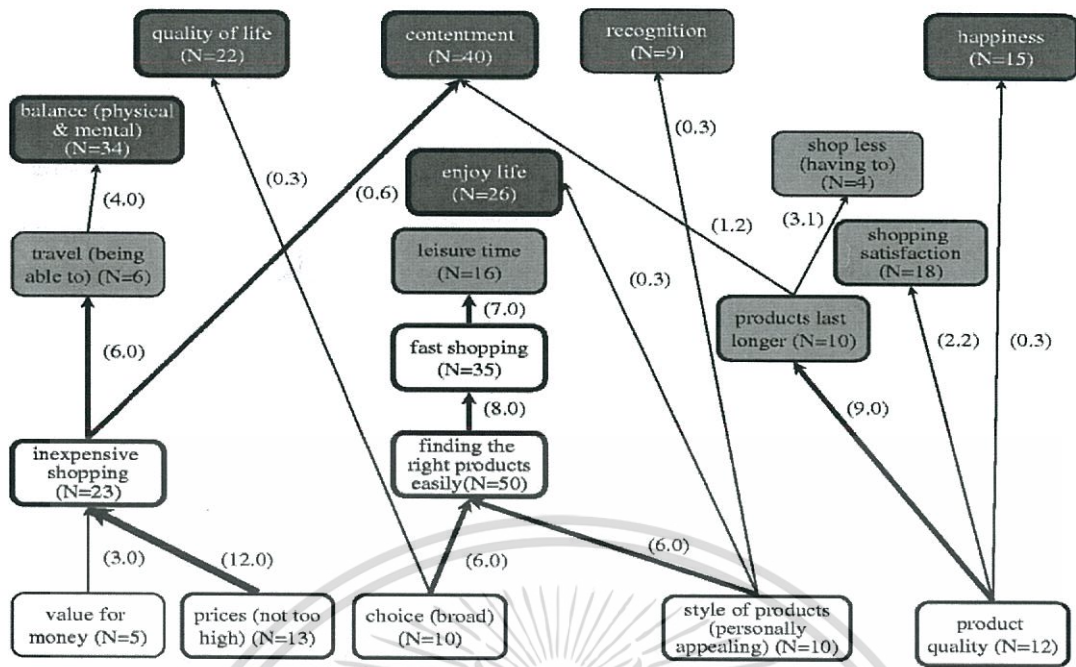 quality of life
(N=22)
contentment
(N=40)
recognition
(N=9)
happiness
(N=15)
balance (physical
& mental)
(N=34)
shop less
(having to)
(N=4)
enjoy life
(N=26)
(0.3)
(0.6)
(4.0)
(1.2)
(3.1)
travel (being
able to) (N=6)
leisure time
(N=16)
shopping
satisfaction
(N=18)
(0.3)
(7.0)
products last
longer (N=10)
(6.0)
fast shopping
(N=35)
(2.2)
(0.3)
(8.0)
(9.0)
inexpensive
shopping
(N=23)
finding the
right products
easily(N=50)
(3.0)
(12.0)
(6.0)
(6.0)
value for
money (N=5)
prices (not too
high) (N=13)
choice (broad)
(N=10)
style of products
(personally
appealing) (N=10)
product
quality (N=12)